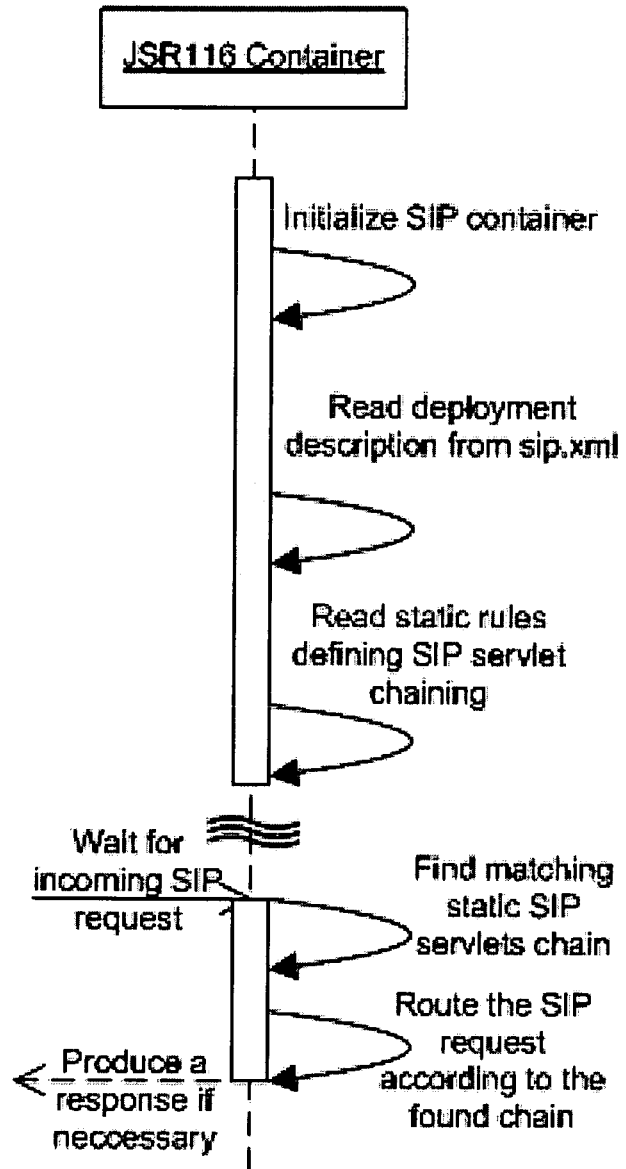 JSR116 Container
Initialize SIP container
Read deployment
description from sip.xml
Read static rules
defining SIP servlet
chaining
Wait for
incoming SIP
request
Find matching
static SIP
servlets chain
Route the SIP
request
according to the
found chain
Produce a
response if
neccessary